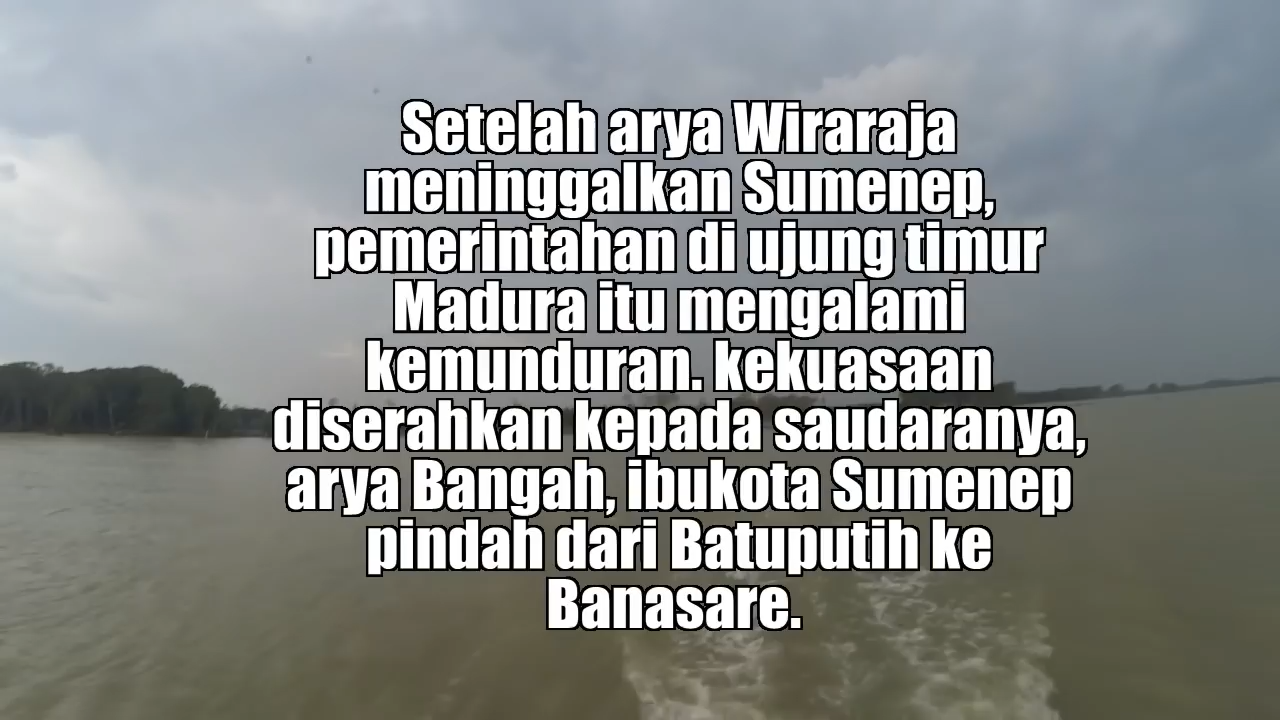 Setelah arya Wiraraja
meninggalkan Sumenep,
pemerintahan di ujung timur
Madura itu mengalami
kemunduran. kekuasaan
diserahkan kepada saudaranya,
arya Bangah, ibukota Sumenep
pindah dari Batuputih ke
Banasare.